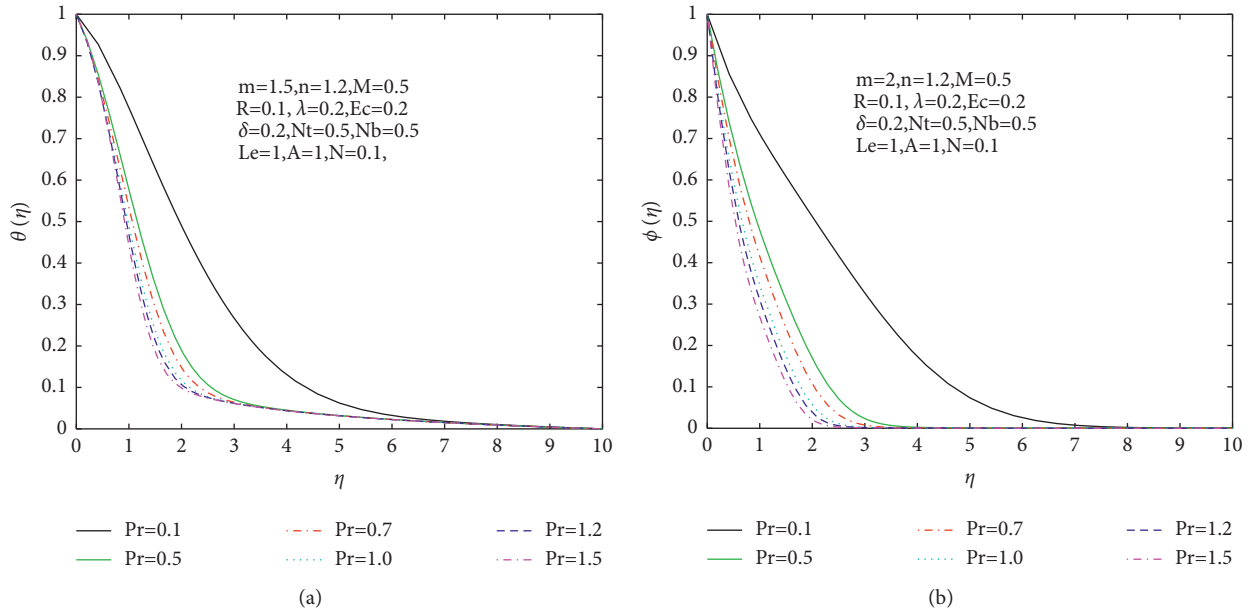 1
0.9
0.8
0.7
0.6
0.5
0.4
0.3
0.2
0.1
0
θ (η)
m=1.5,n=1.2,M=0.5
R=0.1, λ=0.2,Ec=0.2
δ=0.2,Nt=0.5,Nb=0.5
Le=1,A=1,N=0.1,
0 1 2 3 4 5 6 7 8 9 10
η
Pr=0.1 Pr=0.7 Pr=1.2
Pr=0.5 Pr=1.0 Pr=1.5
(a)
1
0.9
0.8
0.7
0.6
0.5
0.4
0.3
0.2
0.1
0
ϕ (η)
m=2,n=1.2,M=0.5
R=0.1, λ=0.2,Ec=0.2
δ=0.2,Nt=0.5,Nb=0.5
Le=1,A=1,N=0.1
0 1 2 3 4 5 6 7 8 9 10
η
Pr=0.1 Pr=0.7 Pr=1.2
Pr=0.5 Pr=1.0 Pr=1.5
(b)